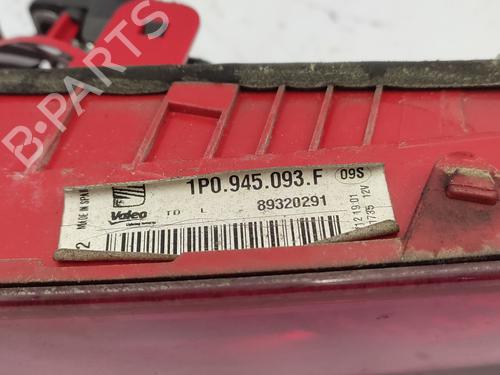 B-PARTS
1P0.945.093.F 09S
MADE IN SPAIN
Valeo
TD L 89320291
12 19:01
1735 12V
2